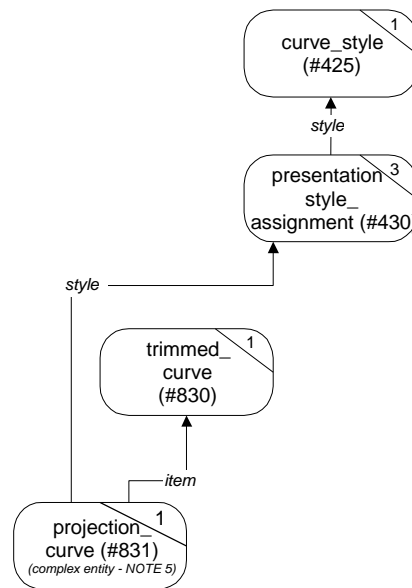 1
curve_style
(#425)
style
3
presentation
style_
assignment (#430
style
1
trimmed_
curve
(#830)
item
1
projection_
curve (#831)
(complex entity - NOTE 5)